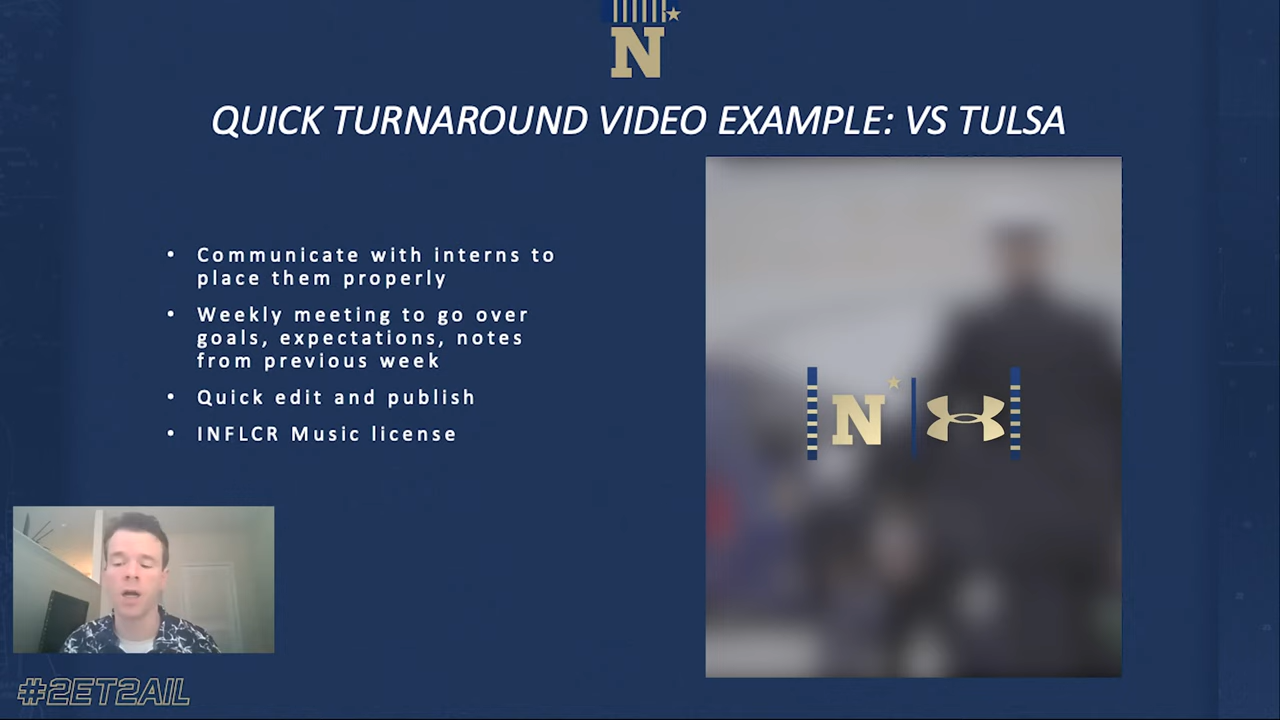 N
QUICK TURNAROUND VIDEO EXAMPLE: VS TULSA
• Communicate with interns to
place them properly
• Weekly meeting to go over
goals, expectations, notes
from previous week
• Quick edit and publish
• INFLCR Music license
N
#2ET2AIL